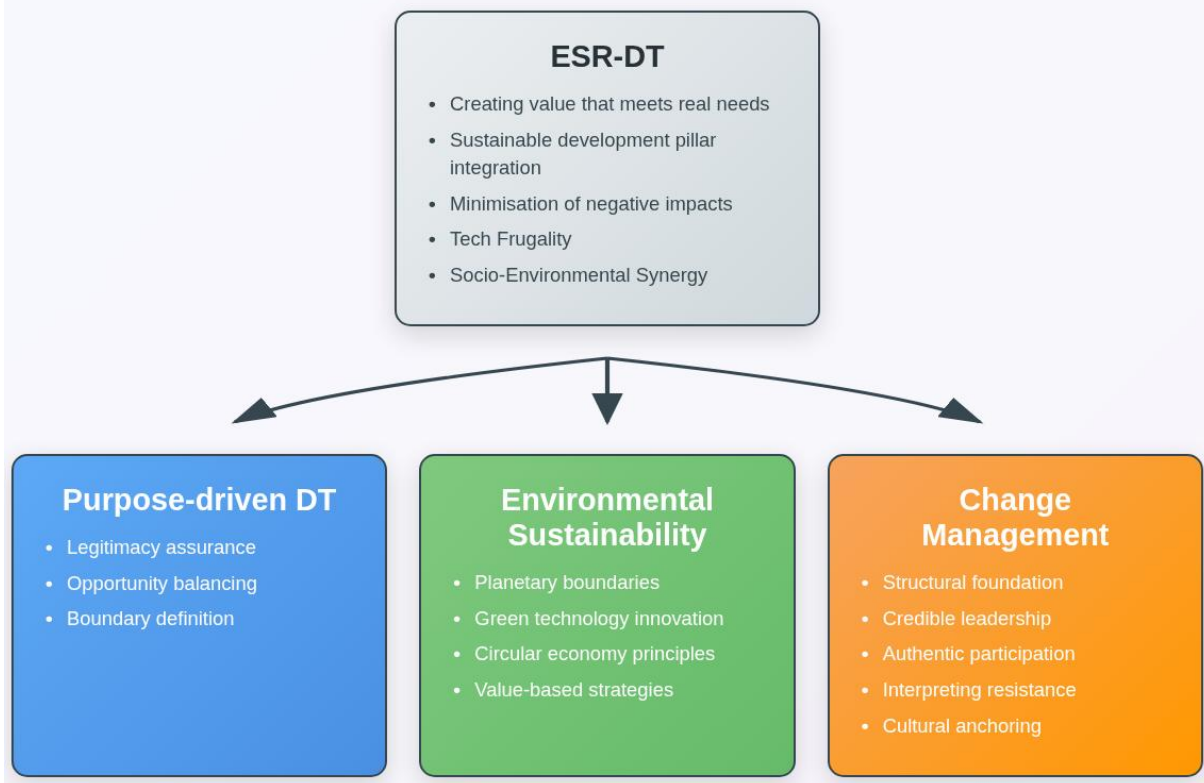 ESR-DT
• Creating value that meets real needs
• Sustainable development pillar
integration
• Minimisation of negative impacts
• Tech Frugality
• Socio-Environmental Synergy
Purpose-driven DT
• Legitimacy assurance
• Opportunity balancing
• Boundary definition
Environmental
Sustainability
• Planetary boundaries
• Green technology innovation
• Circular economy principles
• Value-based strategies
Change
Management
• Structural foundation
• Credible leadership
• Authentic participation
• Interpreting resistance
• Cultural anchoring